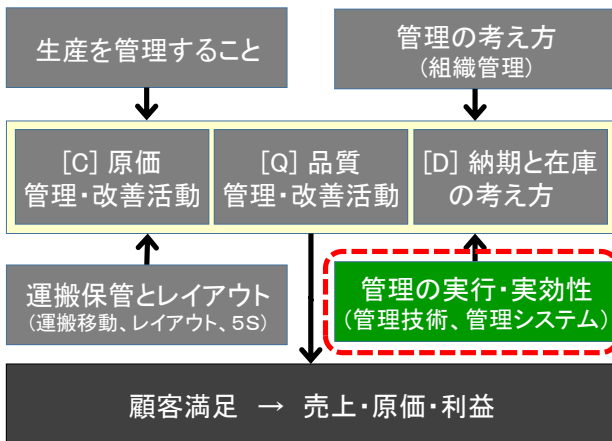 生産を管理すること
管理の考え方
（組織管理）
[C] 原価
管理・改善活動
[Q] 品質
管理・改善活動
[D] 納期と在庫
の考え方
運搬保管とレイアウト
（運搬移動、レイアウト、５Ｓ）
管理の実行・実効性
（管理技術、管理システム）
顧客満足 → 売上・原価・利益